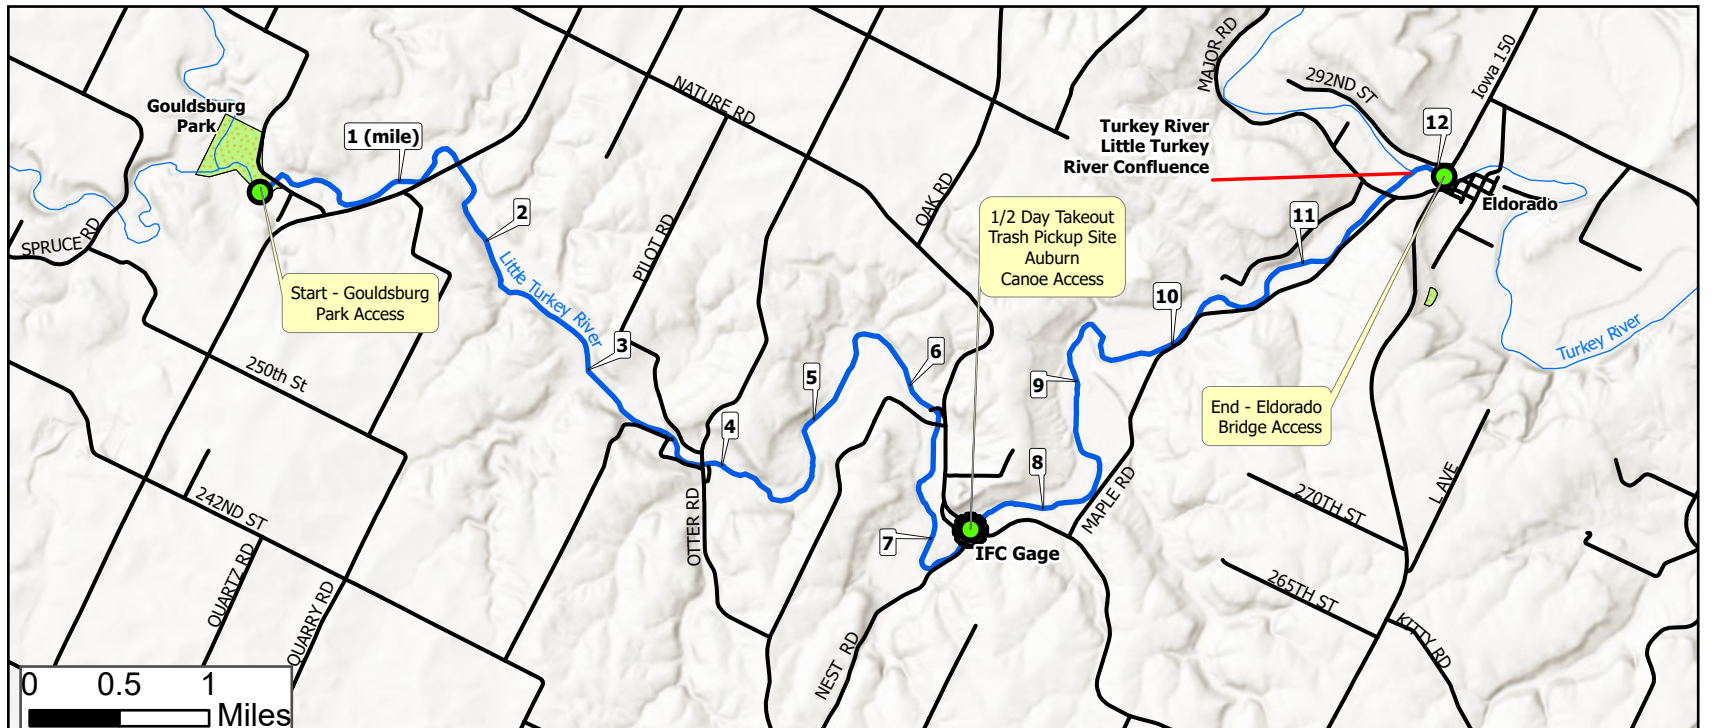 Gouldsburg
Park
1 (mile)
NATURE RD
MAJOR RD
292ND ST
Iowa 150
12
Turkey River
Little Turkey
River Confluence
Eldorado
OAK RD
2
PILOT RD
1/2 Day Takeout
Trash Pickup Site
Auburn
Canoe Access
11
SPRUCE RD
Little Turkey River
Start - Gouldsburg
Park Access
10
3
6
Turkey River
250th St
5
9
End - Eldorado
Bridge Access
4
8
MAPLE RD
L AVE
242ND ST
OTTER RD
270TH ST
7
IFC Gage
QUARTZ RD
QUARRY RD
265TH ST
NEST RD
KITTY RD
0 0.5 1
Miles